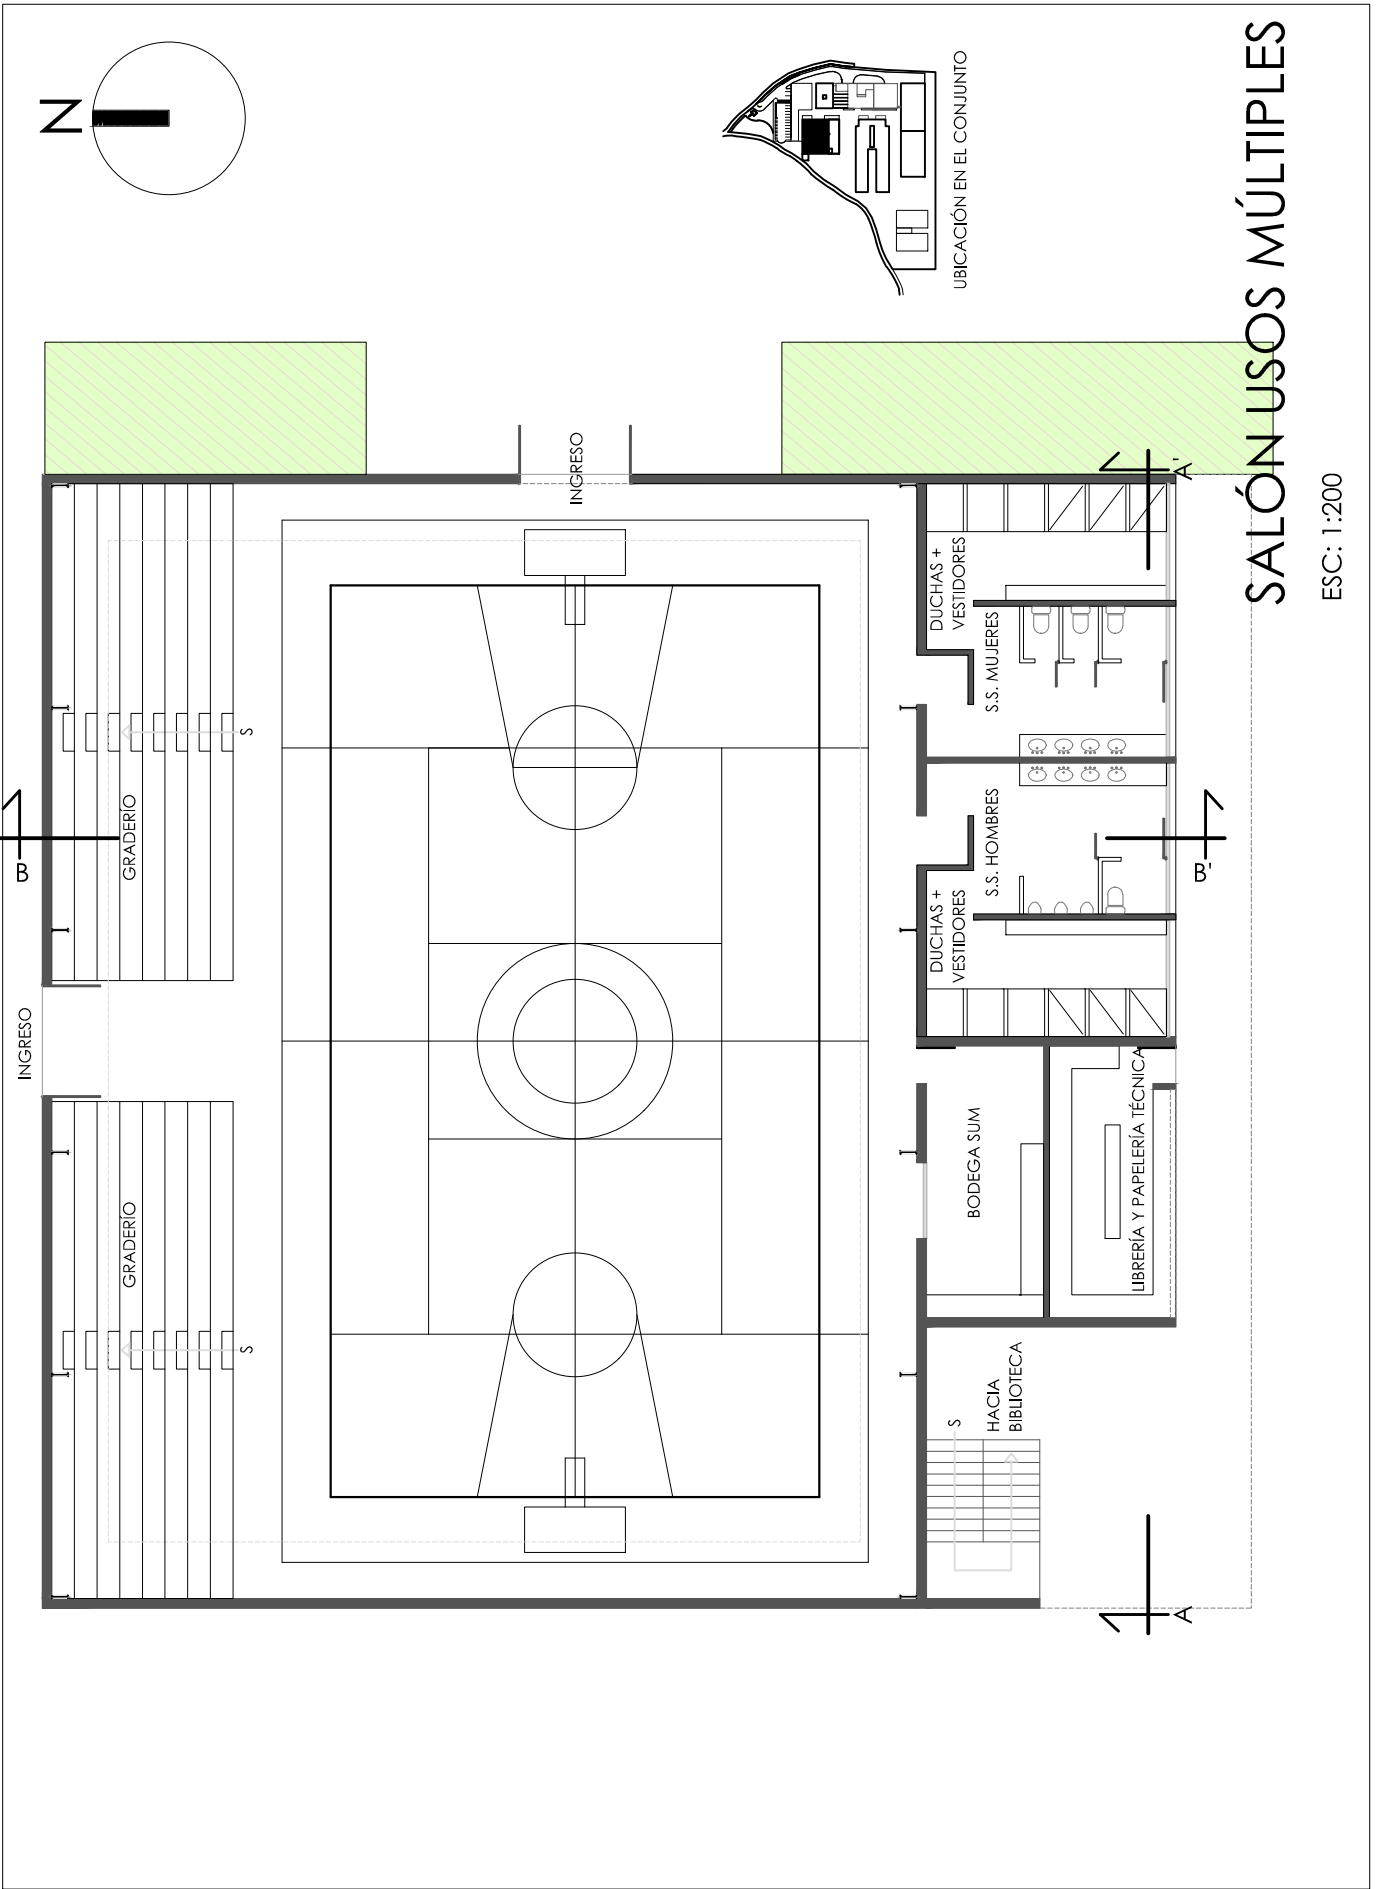 N
UBICACIÓN EN EL CONJUNTO
SALÓN USOS MÚLTIPLES
ESC: 1:200
INGRESO
INGRESO
GRADERÍO
S
GRADERÍO
S
B
B'
A'
A
DUCHAS +
VESTIDORES
S.S. MUJERES
S.S. HOMBRES
DUCHAS +
VESTIDORES
BODEGA SUM
LIBRERÍA Y PAPELERÍA TÉCNICA
S
HACIA
BIBLIOTECA